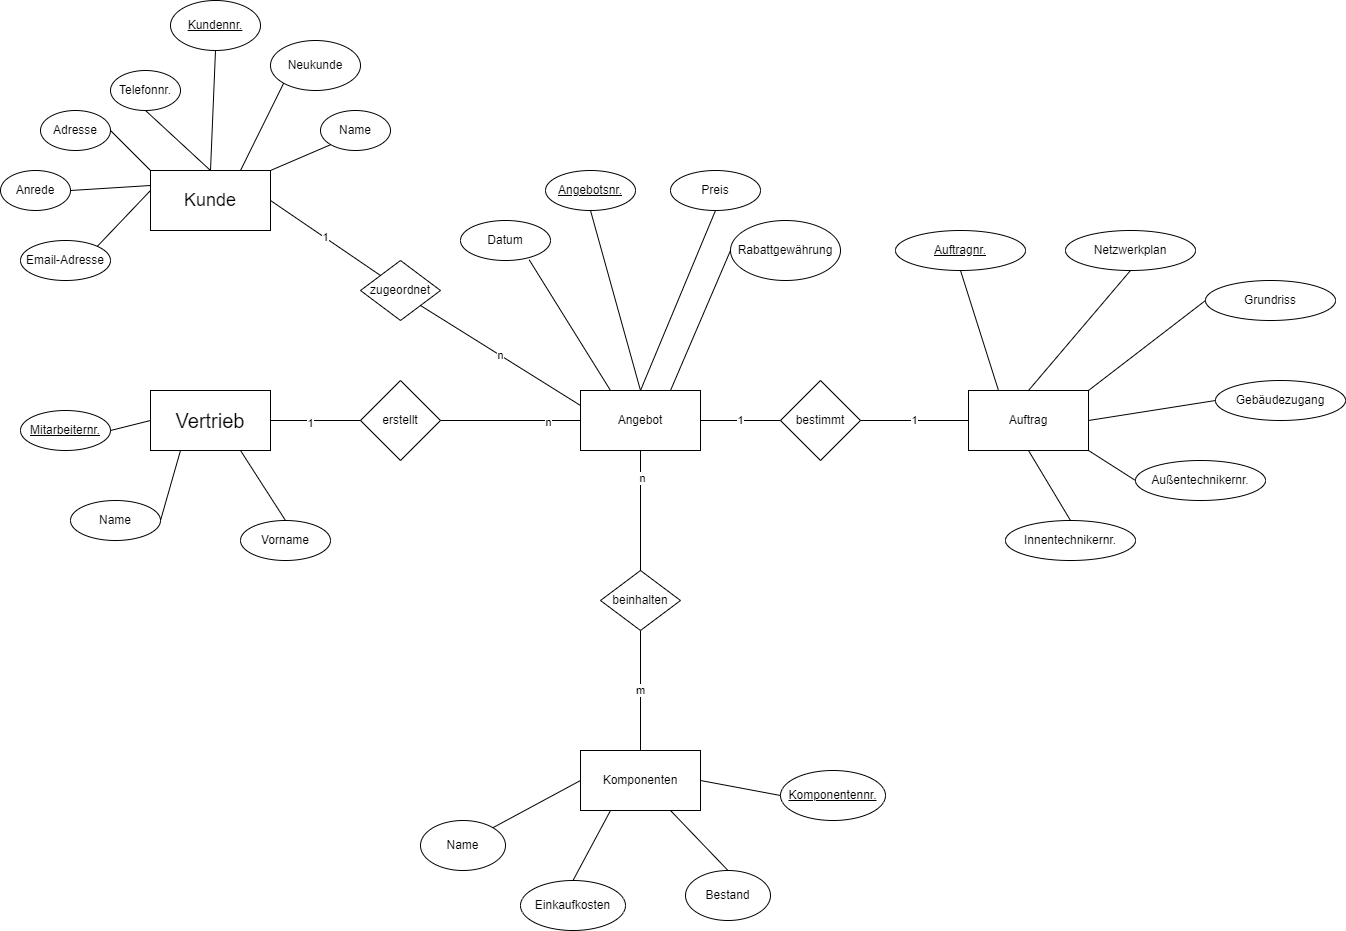 Kundennr.
Neukunde
Telefonnr.
Adresse
Name
Anrede
Kunde
Email-Adresse
1
zugeordnet
n
Angebotsnr.
Preis
Datum
Rabattgewährung
Auftragnr.
Netzwerkplan
Grundriss
Gebäudezugang
Mitarbeiternr.
Vertrieb
1
erstellt
n
Angebot
1
bestimmt
1
Auftrag
Außentechnikernr.
Name
Vorname
Innentechnikernr.
n
beinhalten
m
Komponenten
Komponentennr.
Name
Einkaufkosten
Bestand